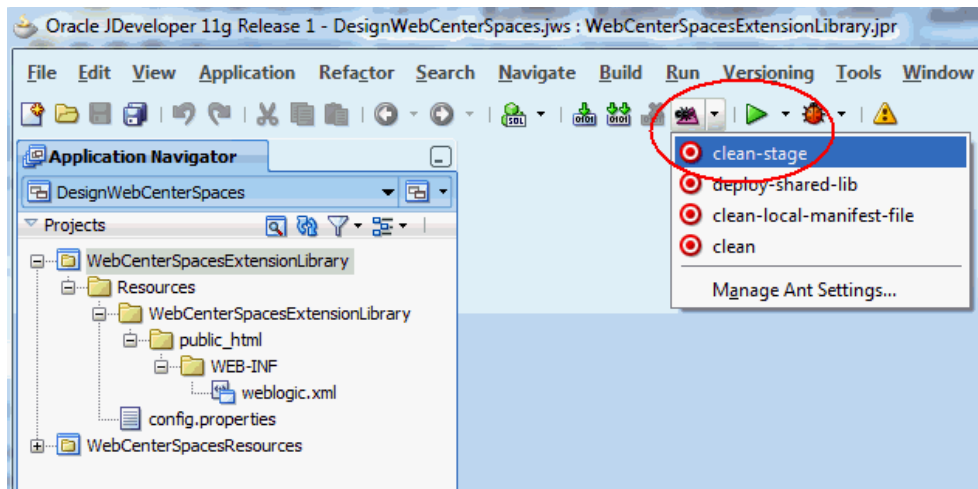 Oracle JDeveloper 11g Release 1 - DesignWebCenterSpaces.jws : WebCenterSpacesExtensionLibrary.jpr
File Edit View Application Refactor Search Navigate Build Run Versioning Tools Window
SQL
Application Navigator
DesignWebCenterSpaces
Projects
WebCenterSpacesExtensionLibrary
Resources
WebCenterSpacesExtensionLibrary
public_html
WEB-INF
weblogic.xml
config.properties
WebCenterSpacesResources
clean-stage
deploy-shared-lib
clean-local-manifest-file
clean
Manage Ant Settings...